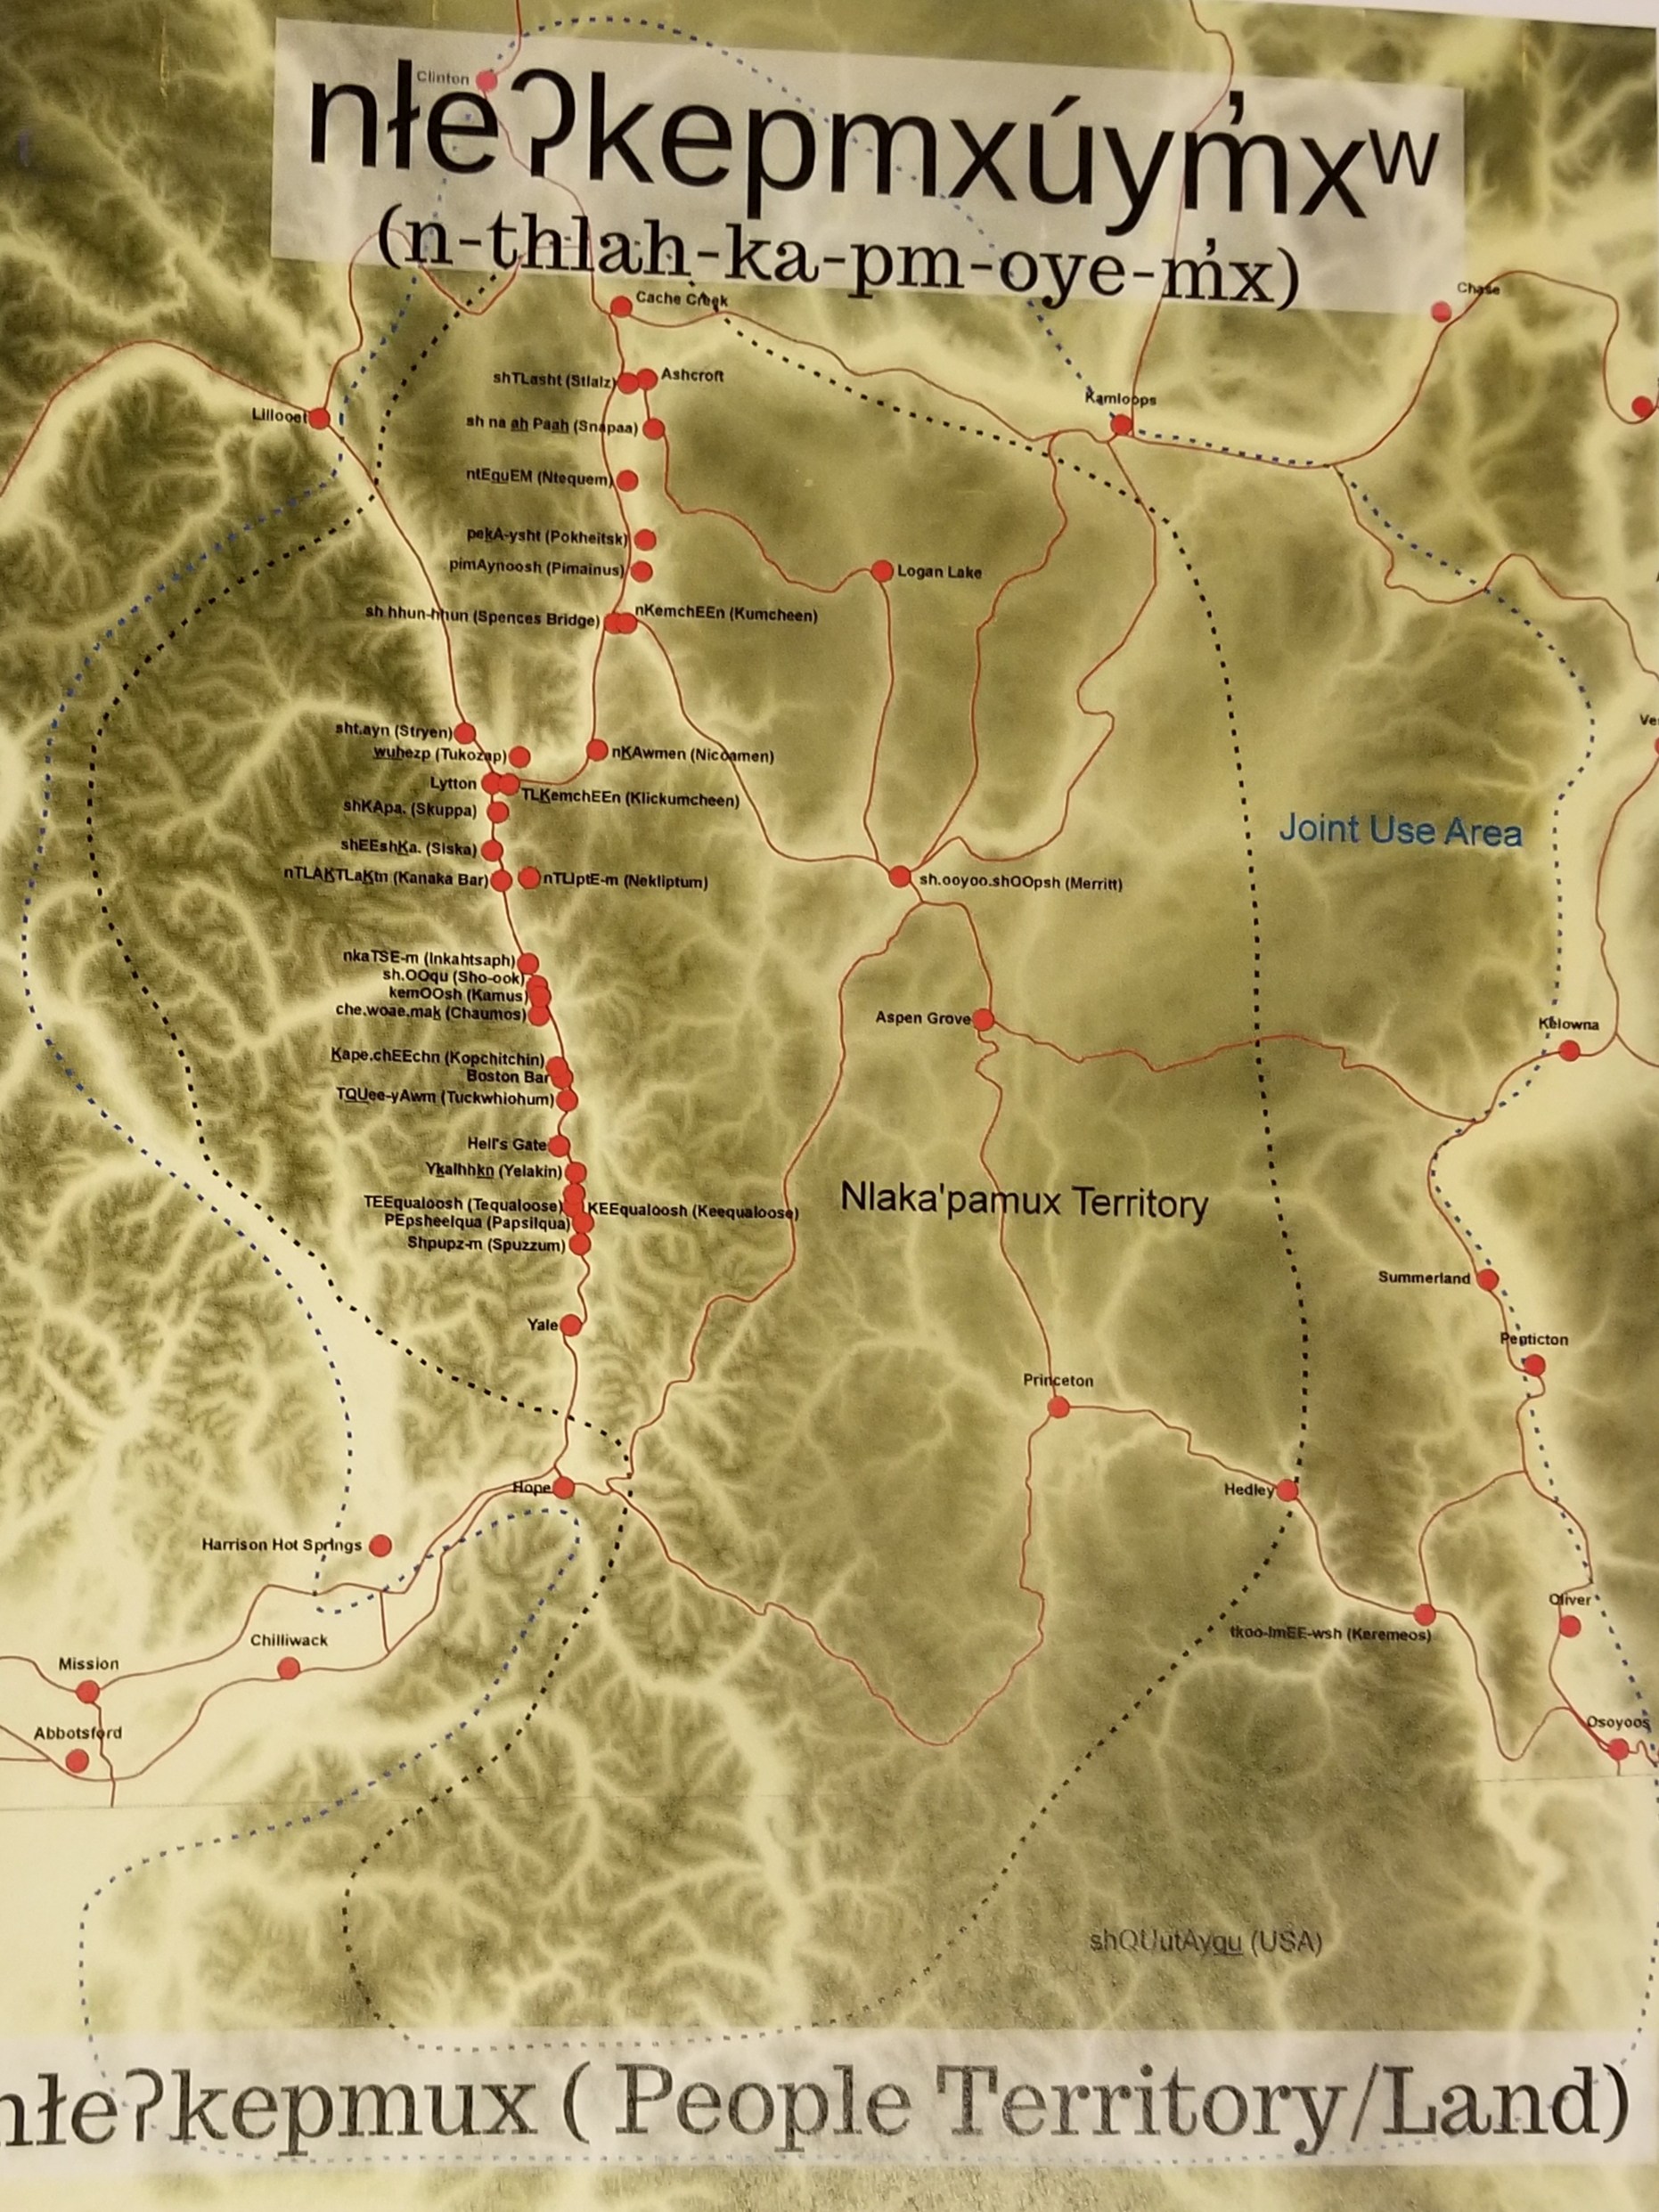 Clinton
nłeʔkepmxúym̓xʷ
(n-thlah-ka-pm-oye-m̓x)
Cache Creek
Chase
shTLasht (Stlalz)
Ashcroft
Kamloops
Lillooet
sh na ah Paah (Snapaa)
ntEquEM (Ntequem)
pekA-ysht (Pokheitsk)
pimAynoosh (Pimainus)
Logan Lake
sh hhun-hhun (Spences Bridge)
nKemchEEn (Kumcheen)
sht.ayn (Stryen)
wuhezp (Tukozap)
nKAwmen (Nicoamen)
Lytton
TLKemchEEn (Klickumcheen)
shKApa. (Skuppa)
Joint Use Area
shEEshKa. (Siska)
nTLAKTLaKtn (Kanaka Bar)
nTLIptE-m (Nekliptum)
sh.ooyoo.shOOpsh (Merritt)
nkaTSE-m (Inkahtsaph)
sh.OOqu (Sho-ook)
kemOOsh (Kamus)
che.woae.mak (Chaumos)
Aspen Grove
Kelowna
Kape.chEEchn (Kopchitchin)
Boston Bar
TQUee-yAwm (Tuckwhiohum)
Hell's Gate
Ykalhhkn (Yelakin)
TEEqualoosh (Tequaloose)
KEEqualoosh (Keequaloose)
Nlaka'pamux Territory
PEpsheelqua (Papsilqua)
Shpupz-m (Spuzzum)
Summerland
Yale
Penticton
Princeton
Hope
Hedley
Harrison Hot Springs
Oliver
tkoo-lmEE-wsh (Keremeos)
Chilliwack
Mission
Abbotsford
Osoyoos
shQUutAyqu (USA)
nłeʔkepmux ( People Territory/Land)